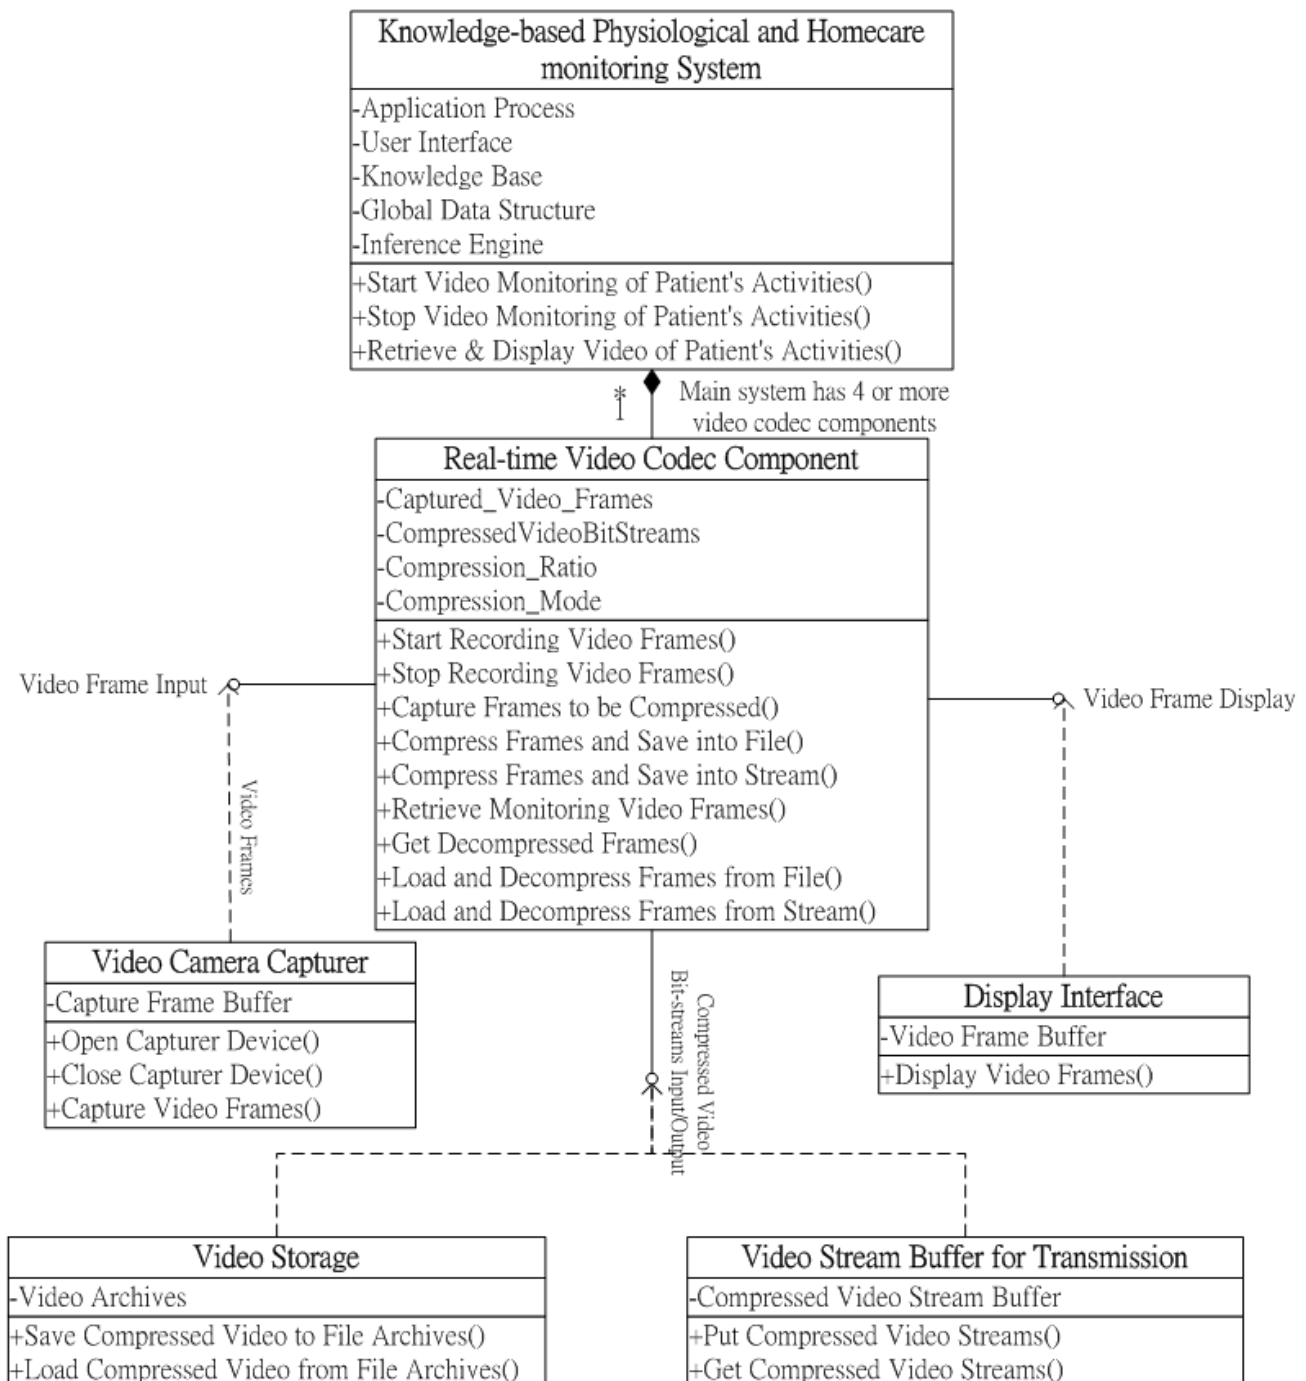 Knowledge-based Physiological and Homecare
monitoring System
-Application Process
-User Interface
-Knowledge Base
-Global Data Structure
-Inference Engine
+Start Video Monitoring of Patient's Activities()
+Stop Video Monitoring of Patient's Activities()
+Retrieve & Display Video of Patient's Activities()
*
1
Main system has 4 or more
video codec components
Real-time Video Codec Component
-Captured_Video_Frames
-CompressedVideoBitStreams
-Compression_Ratio
-Compression_Mode
+Start Recording Video Frames()
+Stop Recording Video Frames()
+Capture Frames to be Compressed()
+Compress Frames and Save into File()
+Compress Frames and Save into Stream()
+Retrieve Monitoring Video Frames()
+Get Decompressed Frames()
+Load and Decompress Frames from File()
+Load and Decompress Frames from Stream()
Video Frame Input
Video Frame Display
Video Frames
Video Camera Capturer
-Capture Frame Buffer
+Open Capturer Device()
+Close Capturer Device()
+Capture Video Frames()
Compressed Video
Bit-streams Input/Output
Display Interface
-Video Frame Buffer
+Display Video Frames()
Video Storage
-Video Archives
+Save Compressed Video to File Archives()
+Load Compressed Video from File Archives()
Video Stream Buffer for Transmission
-Compressed Video Stream Buffer
+Put Compressed Video Streams()
+Get Compressed Video Streams()